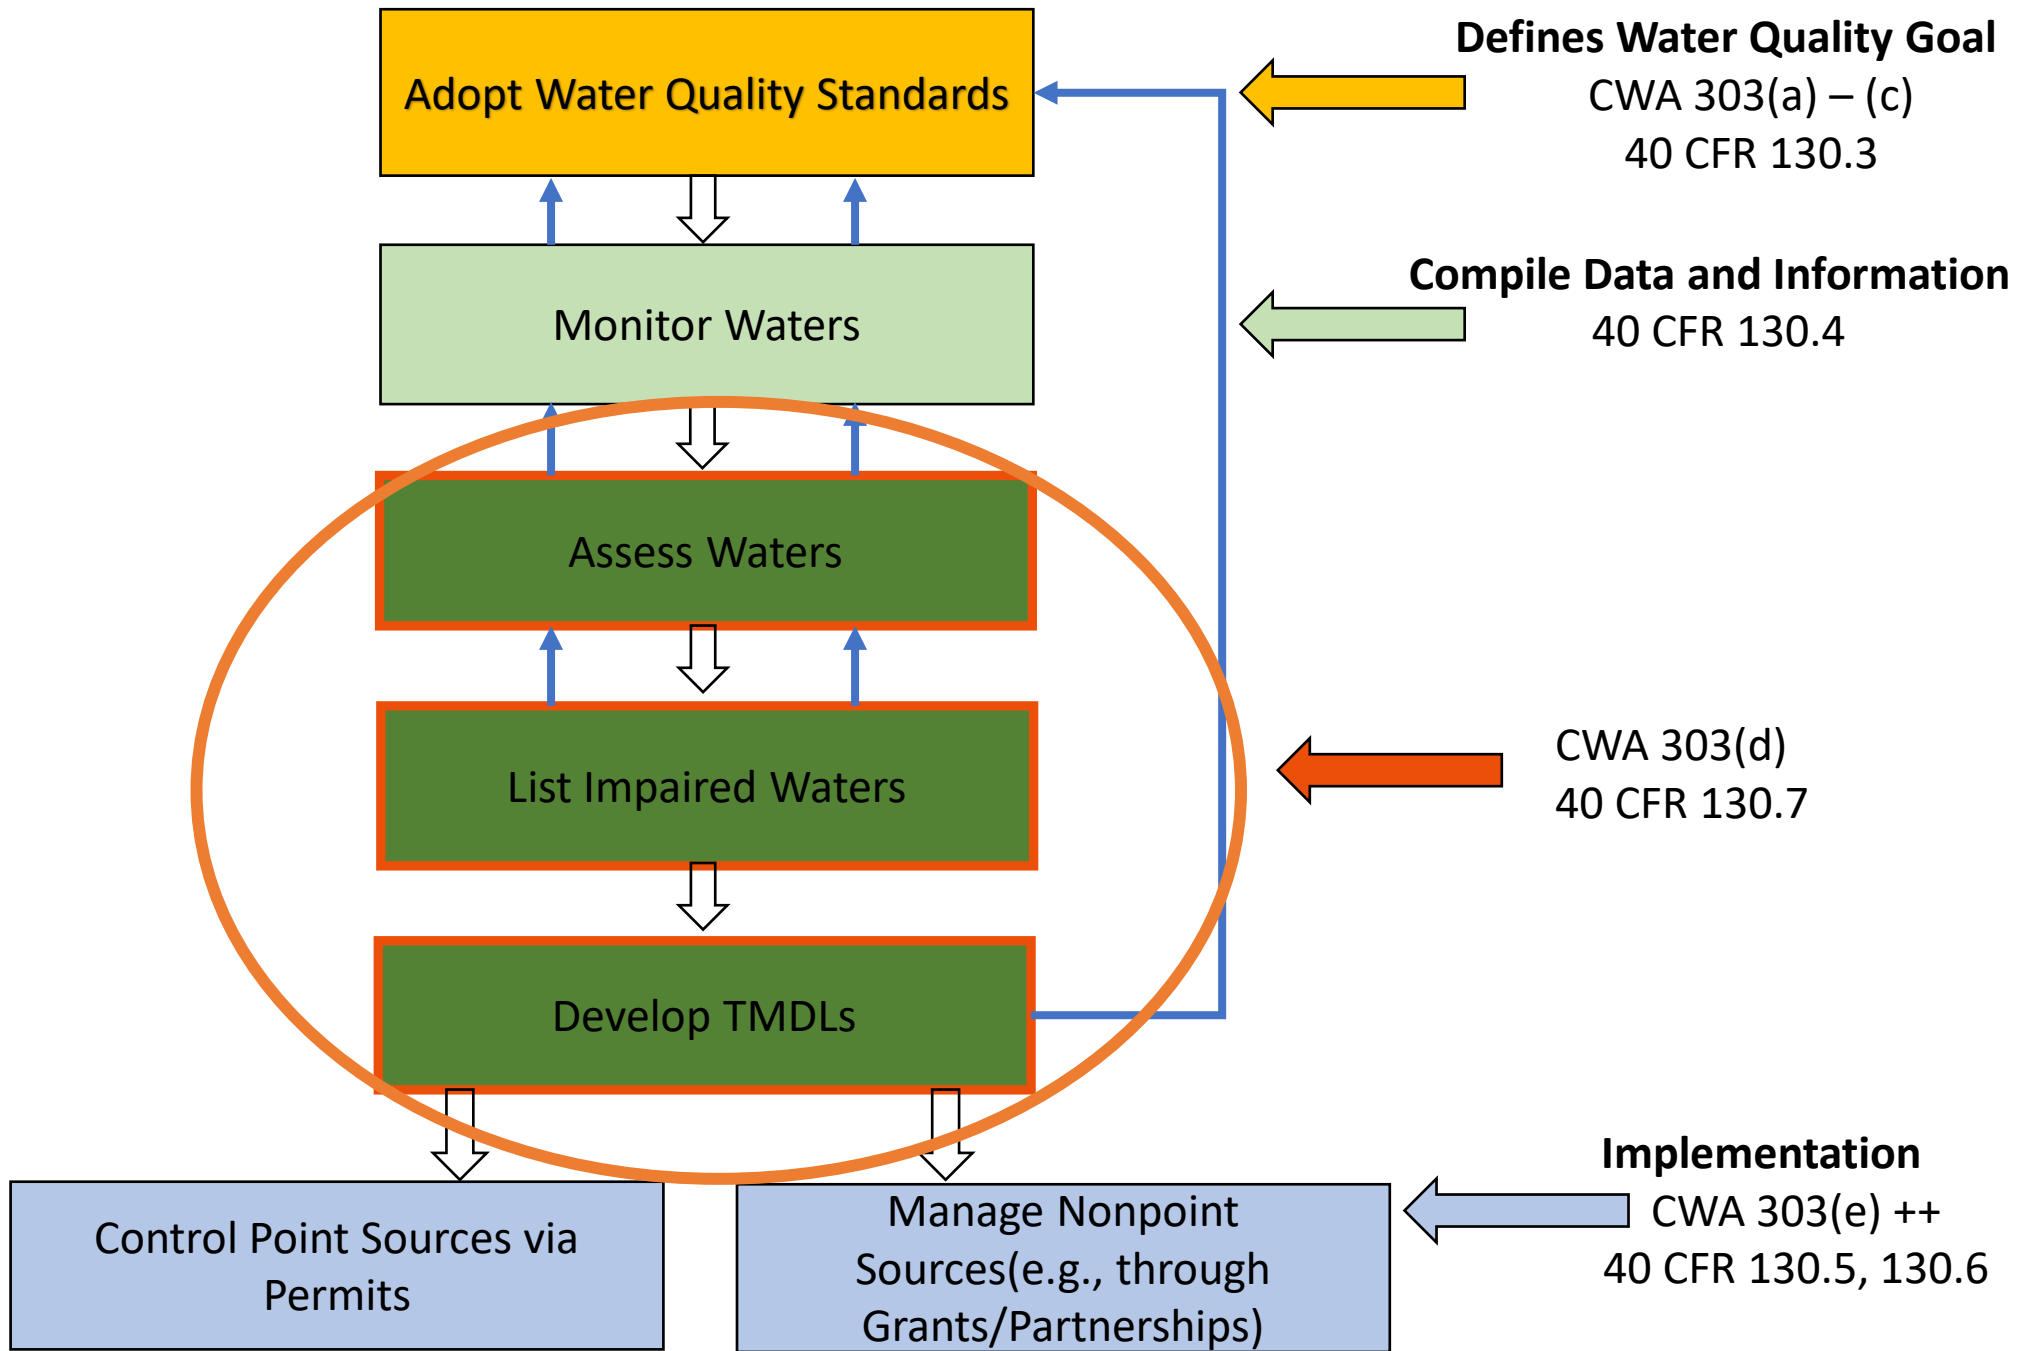 Adopt Water Quality Standards
Defines Water Quality Goal
CWA 303(a) – (c)
40 CFR 130.3
Monitor Waters
Compile Data and Information
40 CFR 130.4
Assess Waters
List Impaired Waters
CWA 303(d)
40 CFR 130.7
Develop TMDLs
Control Point Sources via
Permits
Manage Nonpoint
Sources(e.g., through
Grants/Partnerships)
Implementation
CWA 303(e) ++
40 CFR 130.5, 130.6